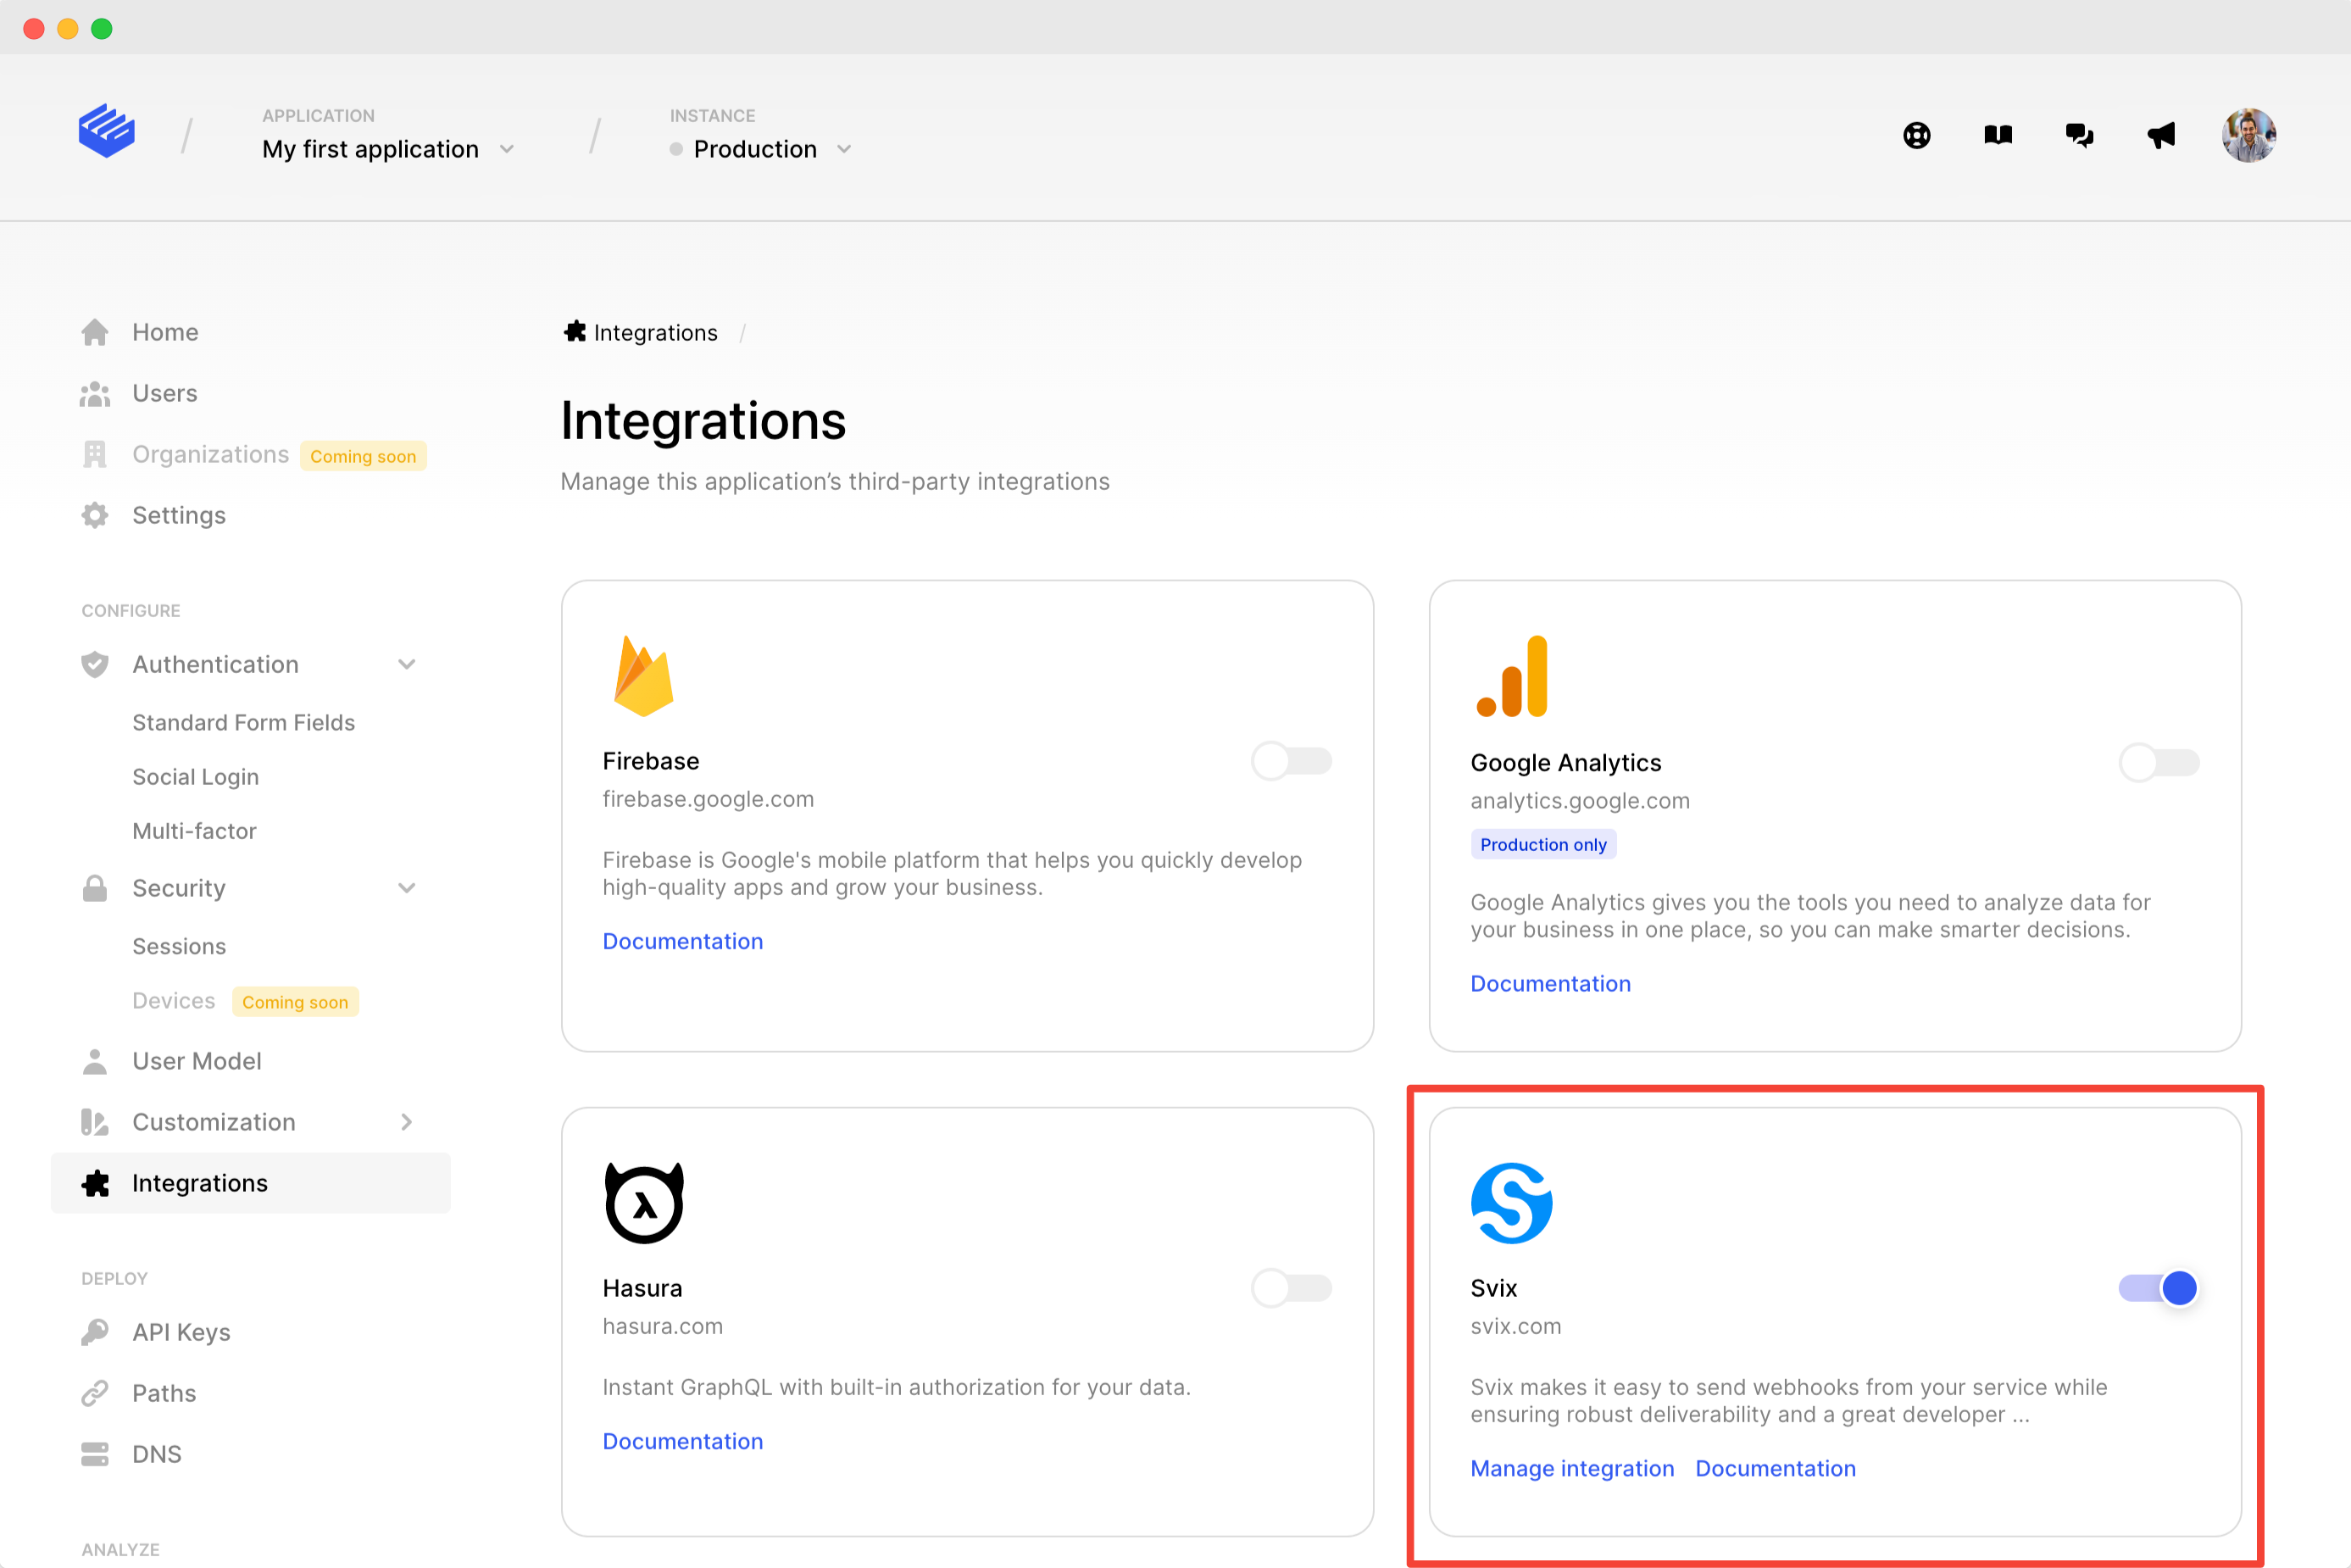 APPLICATION
My first application
INSTANCE
Production
Home
Users
Organizations Coming soon
Settings
CONFIGURE
Authentication
Standard Form Fields
Social Login
Multi-factor
Security
Sessions
Devices Coming soon
User Model
Customization
Integrations
DEPLOY
API Keys
Paths
DNS
ANALYZE
Integrations /
Integrations
Manage this application’s third-party integrations
Firebase
firebase.google.com
Firebase is Google's mobile platform that helps you quickly develop
high-quality apps and grow your business.
Documentation
Google Analytics
analytics.google.com
Production only
Google Analytics gives you the tools you need to analyze data for
your business in one place, so you can make smarter decisions.
Documentation
Hasura
hasura.com
Instant GraphQL with built-in authorization for your data.
Documentation
Svix
svix.com
Svix makes it easy to send webhooks from your service while
ensuring robust deliverability and a great developer ...
Manage integration Documentation